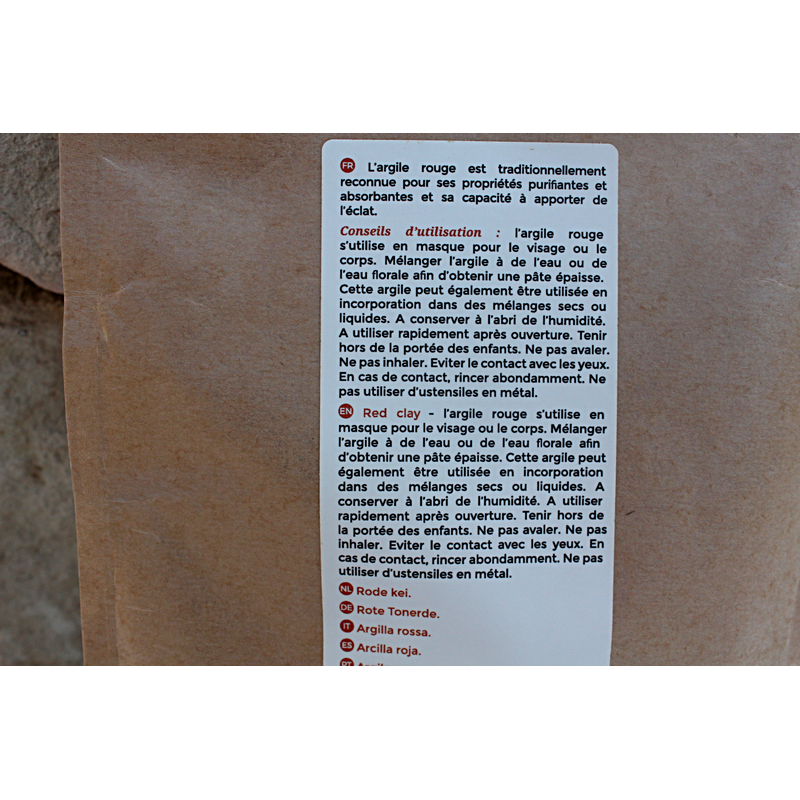 FR L'argile rouge est traditionnellement
reconnue pour ses propriétés purifiantes et
absorbantes et sa capacité à apporter de
l'éclat.
Conseils d'utilisation : l'argile rouge
s'utilise en masque pour le visage ou le
corps. Mélanger l'argile à de l'eau ou de
l'eau florale afin d'obtenir une pâte épaisse.
Cette argile peut également être utilisée en
incorporation dans des mélanges secs ou
liquides. A conserver à l'abri de l'humidité.
A utiliser rapidement après ouverture. Tenir
hors de la portée des enfants. Ne pas avaler.
Ne pas inhaler. Eviter le contact avec les yeux.
En cas de contact, rincer abondamment. Ne
pas utiliser d'ustensiles en métal.
EN Red clay - l'argile rouge s'utilise en
masque pour le visage ou le corps. Mélanger
l'argile à de l'eau ou de l'eau florale afin
d'obtenir une pâte épaisse. Cette argile peut
également être utilisée en incorporation
dans des mélanges secs ou liquides. A
conserver à l'abri de l'humidité. A utiliser
rapidement après ouverture. Tenir hors de
la portée des enfants. Ne pas avaler. Ne pas
inhaler. Eviter le contact avec les yeux. En
cas de contact, rincer abondamment. Ne pas
utiliser d'ustensiles en métal.
NL Rode kei.
DE Rote Tonerde.
IT Argilla rossa.
ES Arcilla roja.
PT